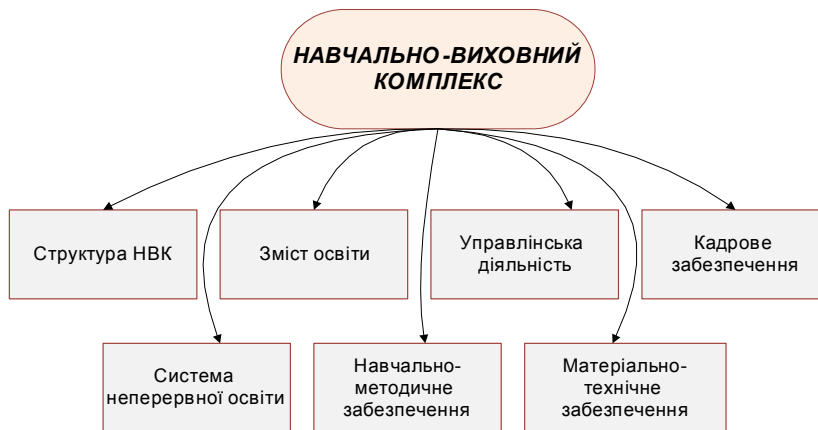 НАВЧАЛЬНО-ВИХОВНИЙ
КОМПЛЕКС
Структура НВК
Зміст освіти
Управлінська
діяльність
Кадрове
забезпечення
Система
неперервної освіти
Навчально-
методичне
забезпечення
Матеріально-
технічне
забезпечення